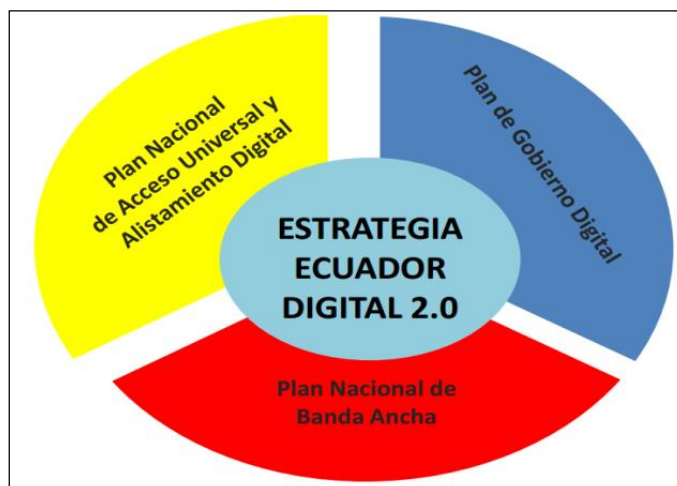 Plan Nacional
de Acceso Universal y
Alistamiento Digital
Plan de Gobierno Digital
ESTRATEGIA
ECUADOR
DIGITAL 2.0
Plan Nacional de
Banda Ancha